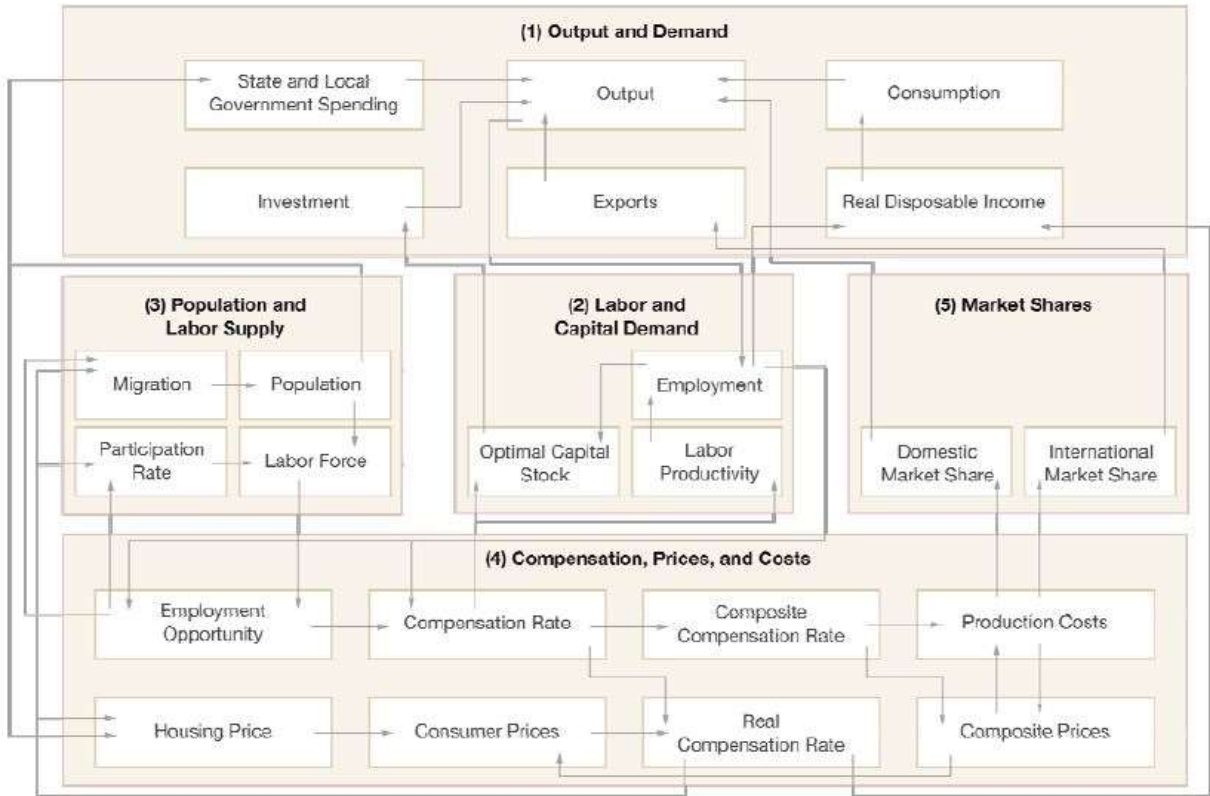 (1) Output and Demand
State and Local
Government Spending
Output
Consumption
Investment
Exports
Real Disposable Income
(3) Population and
Labor Supply
Migration
Population
Participation
Rate
Labor Force
(2) Labor and
Capital Demand
Employment
Optimal Capital
Stock
Labor
Productivity
(5) Market Shares
Domestic
Market Share
International
Market Share
(4) Compensation, Prices, and Costs
Employment
Opportunity
Compensation Rate
Composite
Compensation Rate
Production Costs
Housing Price
Consumer Prices
Real
Compensation Rate
Composite Prices